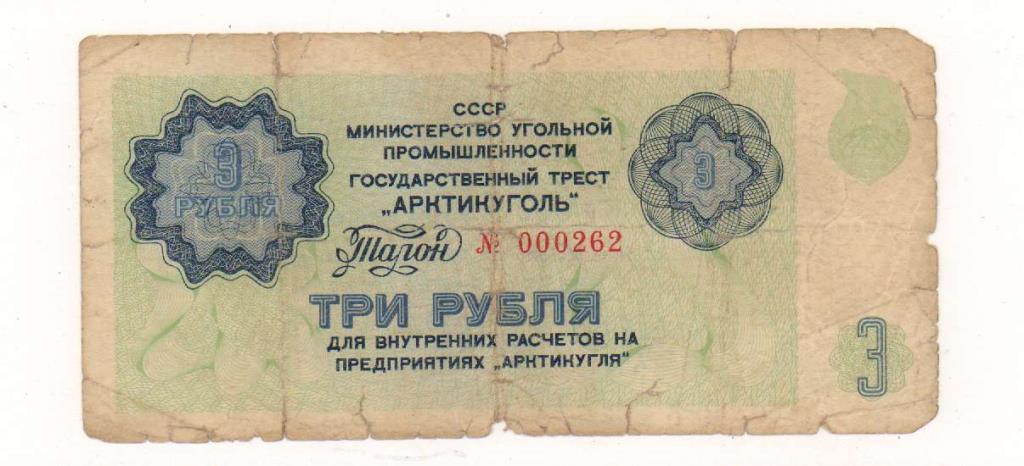 3
РУБЛЯ
СССР
МИНИСТЕРСТВО УГОЛЬНОЙ
ПРОМЫШЛЕННОСТИ
ГОСУДАРСТВЕННЫЙ ТРЕСТ
„АРКТИКУГОЛЬ"
Талон № 000262
ТРИ РУБЛЯ
ДЛЯ ВНУТРЕННИХ РАСЧЕТОВ НА
ПРЕДПРИЯТИЯХ „АРКТИКУГЛЯ"
3
3